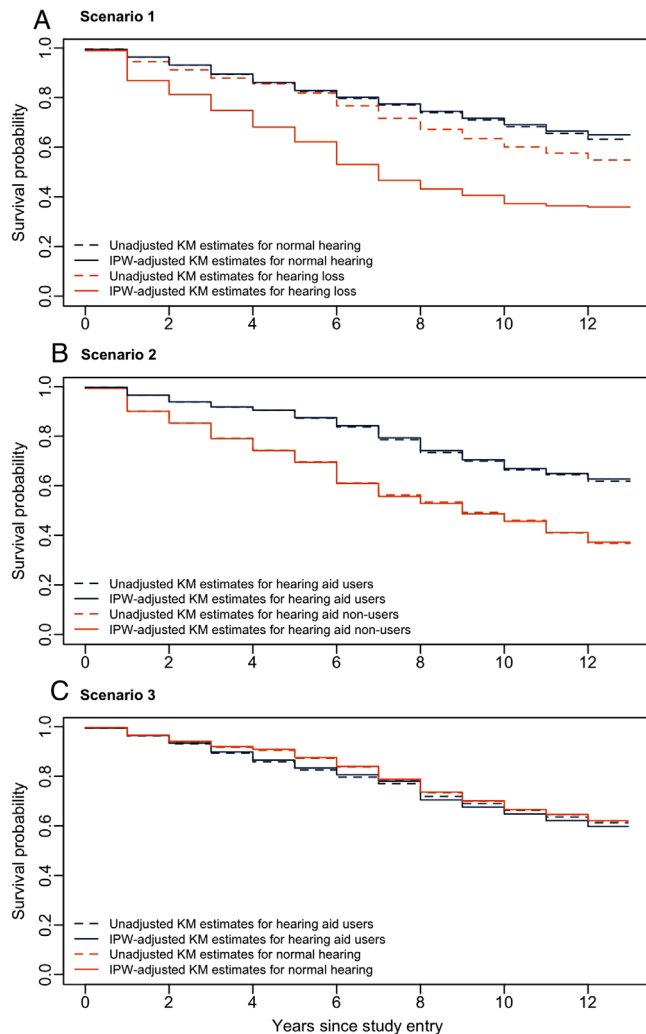 A Scenario 1
Survival probability
1.0
0.8
0.6
0.4
0.2
0.0
Unadjusted KM estimates for normal hearing
IPW-adjusted KM estimates for normal hearing
Unadjusted KM estimates for hearing loss
IPW-adjusted KM estimates for hearing loss
0 2 4 6 8 10 12
B Scenario 2
Survival probability
1.0
0.8
0.6
0.4
0.2
0.0
Unadjusted KM estimates for hearing aid users
IPW-adjusted KM estimates for hearing aid users
Unadjusted KM estimates for hearing aid non-users
IPW-adjusted KM estimates for hearing aid non-users
0 2 4 6 8 10 12
C Scenario 3
Survival probability
1.0
0.8
0.6
0.4
0.2
0.0
Unadjusted KM estimates for hearing aid users
IPW-adjusted KM estimates for hearing aid users
Unadjusted KM estimates for normal hearing
IPW-adjusted KM estimates for normal hearing
0 2 4 6 8 10 12
Years since study entry